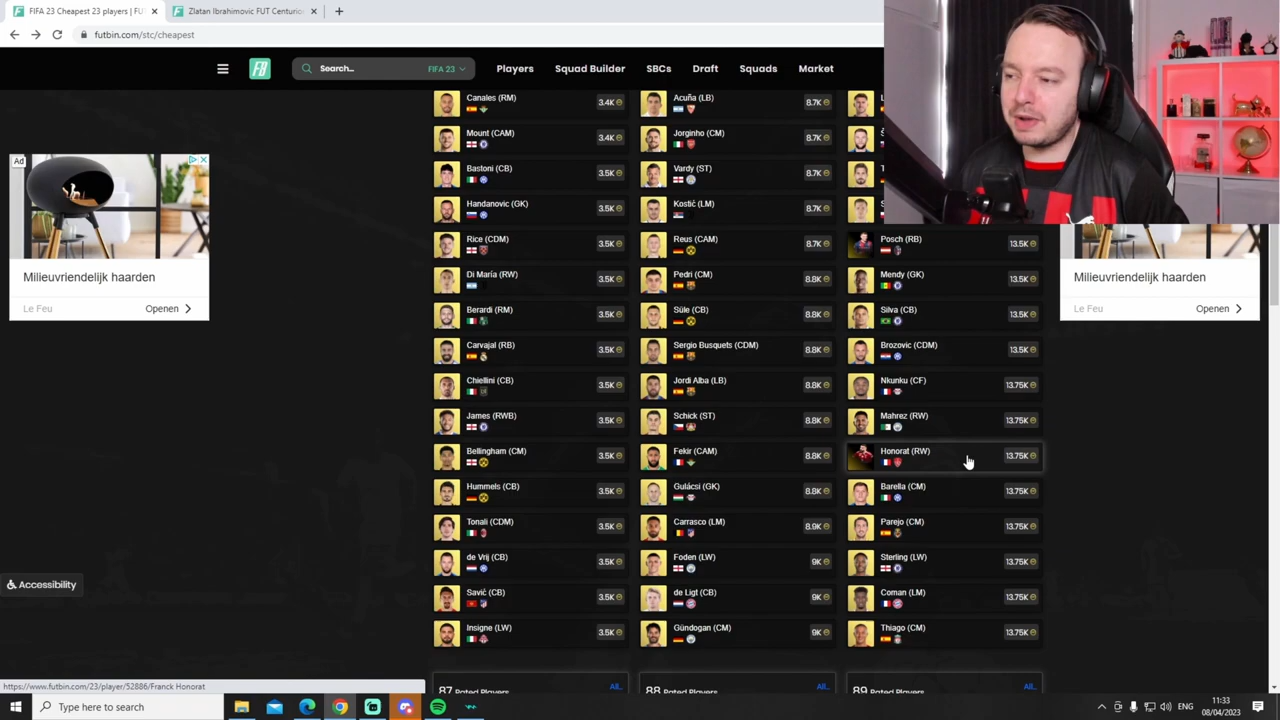 FIFA 23 Cheapest 23 players | FUT
Zlatan Ibrahimovic FUT Centurion
futbin.com/stc/cheapest
Search...
FIFA 23
Players
Squad Builder
SBCs
Draft
Squads
Market
Canales (RM)
3.4K
Mount (CAM)
3.4K
Bastoni (CB)
3.5K
Handanovic (GK)
3.5K
Rice (CDM)
3.5K
Di María (RW)
3.5K
Berardi (RM)
3.5K
Carvajal (RB)
3.5K
Chiellini (CB)
3.5K
James (RWB)
3.5K
Bellingham (CM)
3.5K
Hummels (CB)
3.5K
Tonali (CDM)
3.5K
de Vrij (CB)
3.5K
Savić (CB)
3.5K
Insigne (LW)
3.5K
Acuña (LB)
8.7K
Jorginho (CM)
8.7K
Vardy (ST)
8.7K
Kostić (LM)
8.7K
Reus (CAM)
8.7K
Pedri (CM)
8.8K
Süle (CB)
8.8K
Sergio Busquets (CDM)
8.8K
Jordi Alba (LB)
8.8K
Schick (ST)
8.8K
Fekir (CAM)
8.8K
Gulácsi (GK)
8.8K
Carrasco (LM)
8.9K
Foden (LW)
9K
de Ligt (CB)
9K
Gündogan (CM)
9K
Posch (RB)
13.5K
Mendy (GK)
13.5K
Silva (CB)
13.5K
Brozovic (CDM)
13.5K
Nkunku (CF)
13.75K
Mahrez (RW)
13.75K
Honorat (RW)
13.75K
Barella (CM)
13.75K
Parejo (CM)
13.75K
Sterling (LW)
13.75K
Coman (LM)
13.75K
Thiago (CM)
13.75K
87 Rated Players
All..
88 Rated Players
All..
89 Rated Players
All..
Ad
Milieuvriendelijk haarden
Le Feu
Openen
Milieuvriendelijk haarden
Le Feu
Openen
Accessibility
https://www.futbin.com/23/player/52886/Franck Honorat
Type here to search
ENG
11:33
08/04/2023